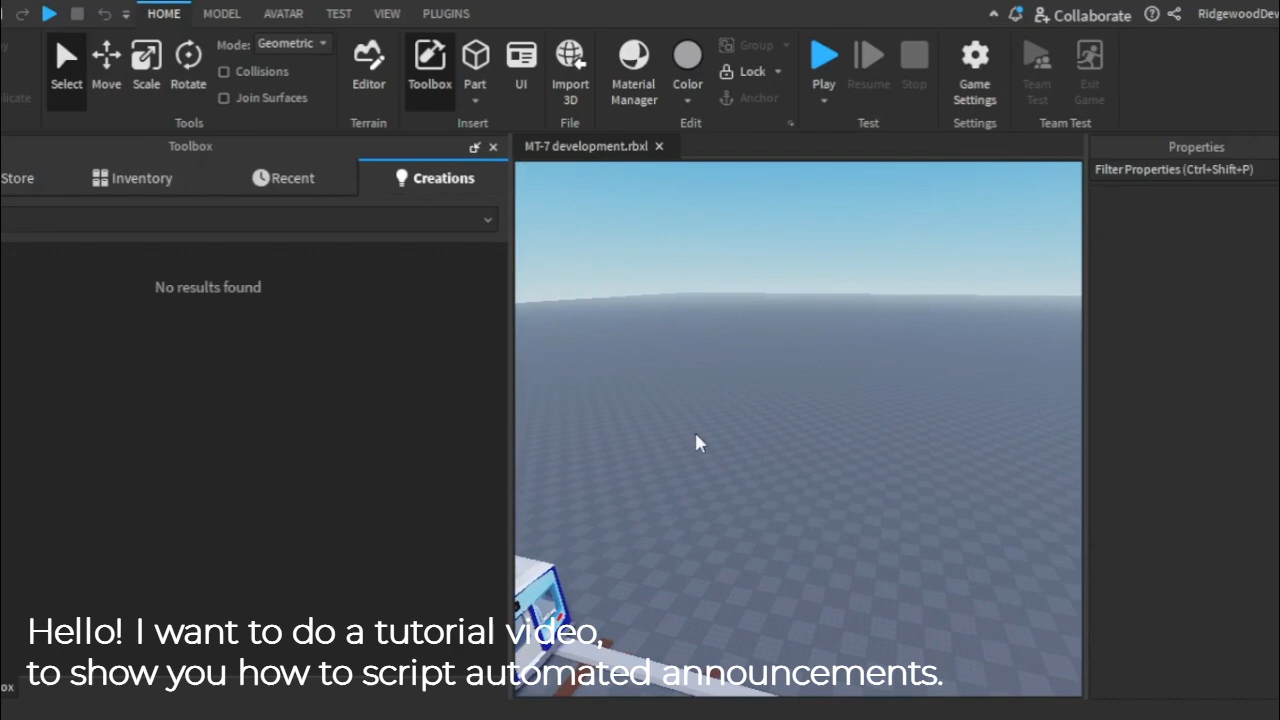 HOME MODEL AVATAR TEST VIEW PLUGINS Collaborate RidgewoodDev
Select Move Scale Rotate
Mode: Geometric
Collisions
Join Surfaces
Tools
Editor
Terrain
Toolbox Part UI
Insert
Import
3D
File
Material
Manager
Color
Group
Lock
Anchor
Edit
Play Resume Stop
Test
Game
Settings
Settings
Team
Test
Exit
Game
Team Test
Toolbox
Store Inventory Recent Creations
No results found
MT-7 development.rbxl
Properties
Filter Properties (Ctrl+Shift+P)
Hello! I want to do a tutorial video,
to show you how to script automated announcements.